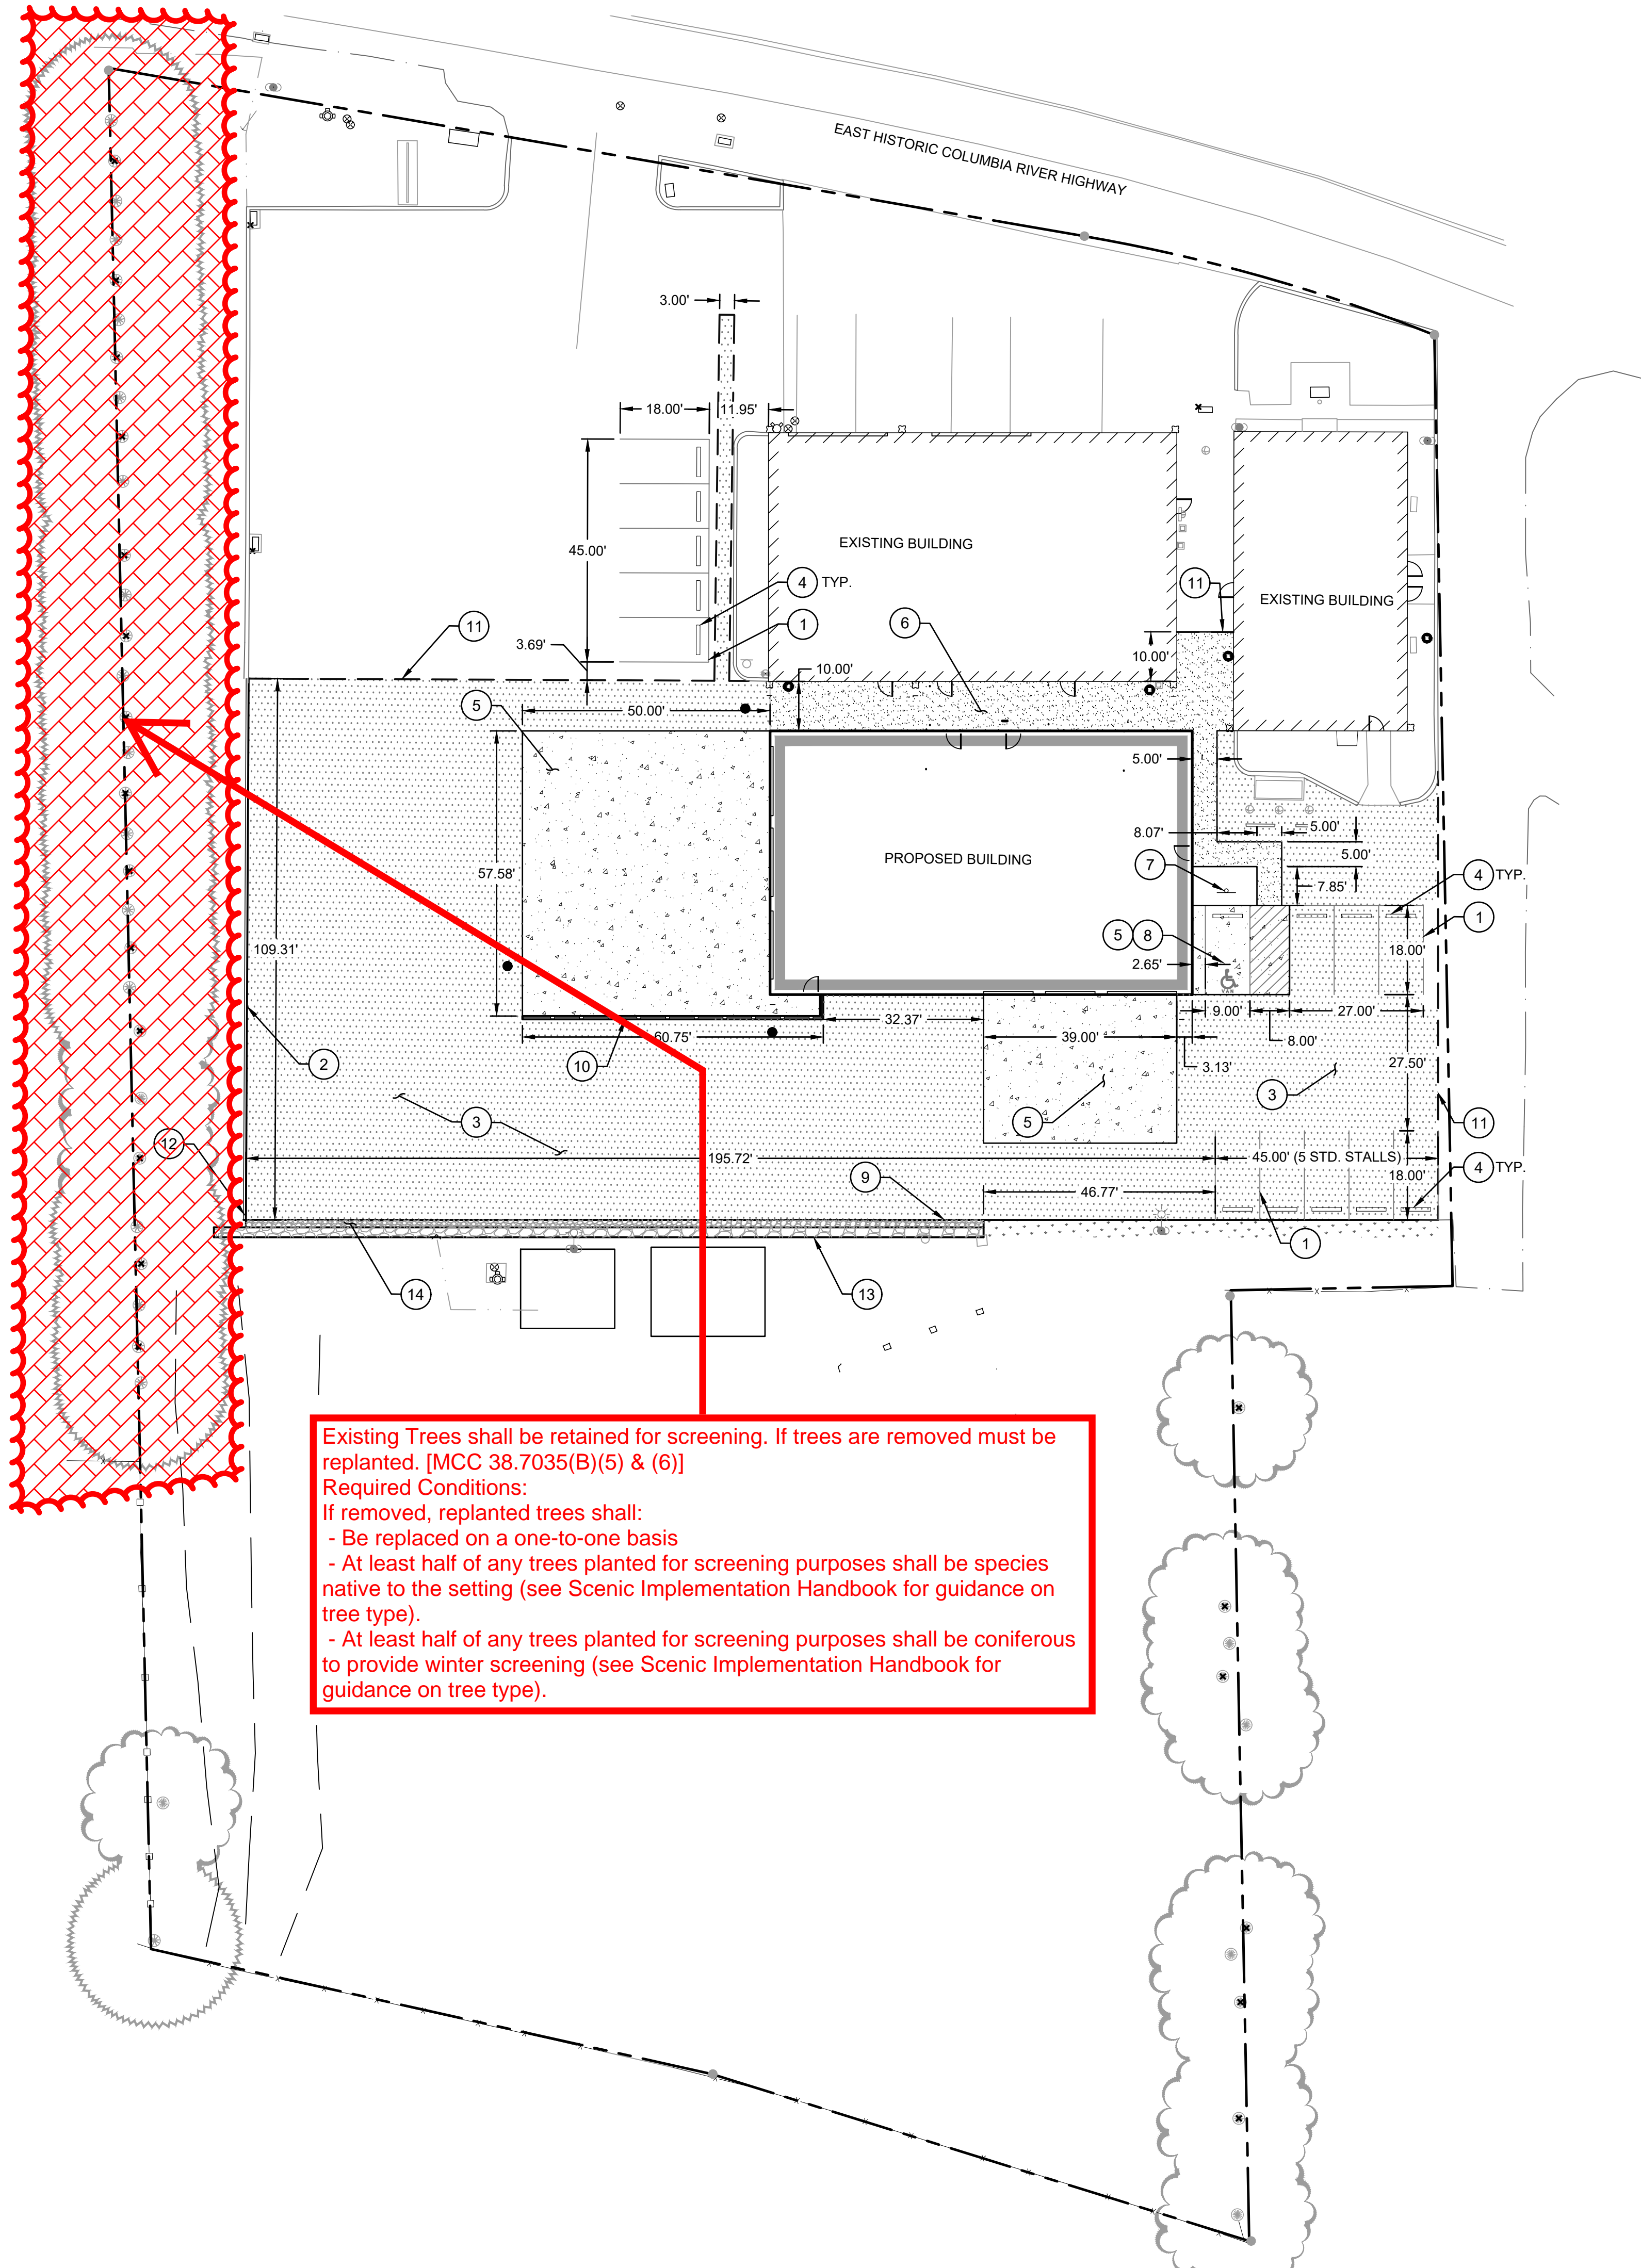 EAST HISTORIC COLUMBIA RIVER HIGHWAY
3.00'
18.00'
11.95'
45.00'
EXISTING BUILDING
EXISTING BUILDING
4 TYP.
11
11
6
1
3.69'
10.00'
10.00'
5
50.00'
5.00'
8.07'
5.00'
57.58'
PROPOSED BUILDING
5.00'
7
7.85'
4 TYP.
1
109.31'
5 8
18.00'
2.65'
VAN
9.00'
27.00'
32.37'
39.00'
8.00'
60.75'
2
10
3.13'
27.50'
3
3
5
11
12
195.72'
45.00' (5 STD. STALLS)
4 TYP.
9
18.00'
46.77'
1
14
13
Existing Trees shall be retained for screening. If trees are removed must be
replanted. [MCC 38.7035(B)(5) & (6)]
Required Conditions:
If removed, replanted trees shall:
- Be replaced on a one-to-one basis
- At least half of any trees planted for screening purposes shall be species
native to the setting (see Scenic Implementation Handbook for guidance on
tree type).
- At least half of any trees planted for screening purposes shall be coniferous
to provide winter screening (see Scenic Implementation Handbook for
guidance on tree type).